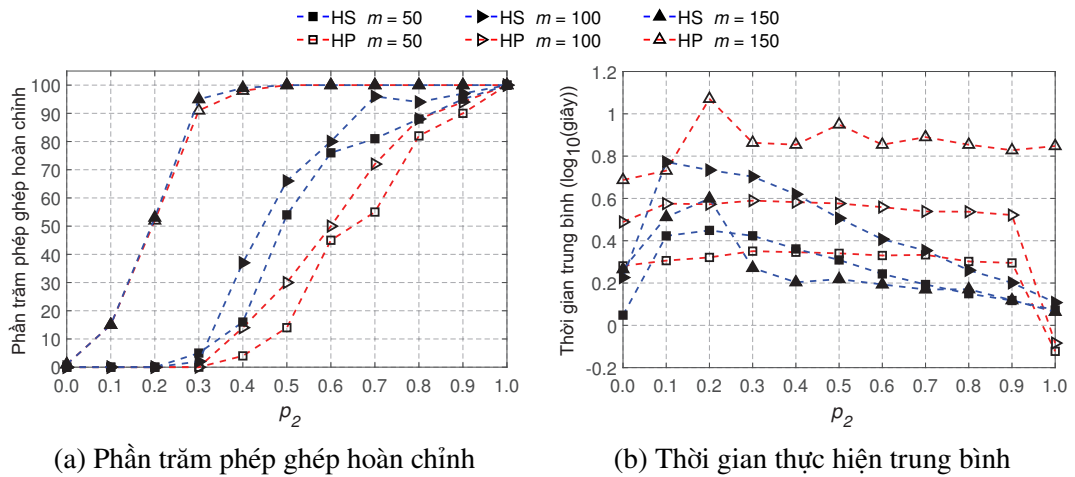 HS m = 50 HS m = 100 HS m = 150
HP m = 50 HP m = 100 HP m = 150
Phần trăm phép ghép hoàn chỉnh
100
90
80
70
60
50
40
30
20
10
0
0.0 0.1 0.2 0.3 0.4 0.5 0.6 0.7 0.8 0.9 1.0
p2
(a) Phần trăm phép ghép hoàn chỉnh
Thời gian trung bình (log10(giây))
1.2
1
0.8
0.6
0.4
0.2
0
-0.2
0.0 0.1 0.2 0.3 0.4 0.5 0.6 0.7 0.8 0.9 1.0
p2
(b) Thời gian thực hiện trung bình